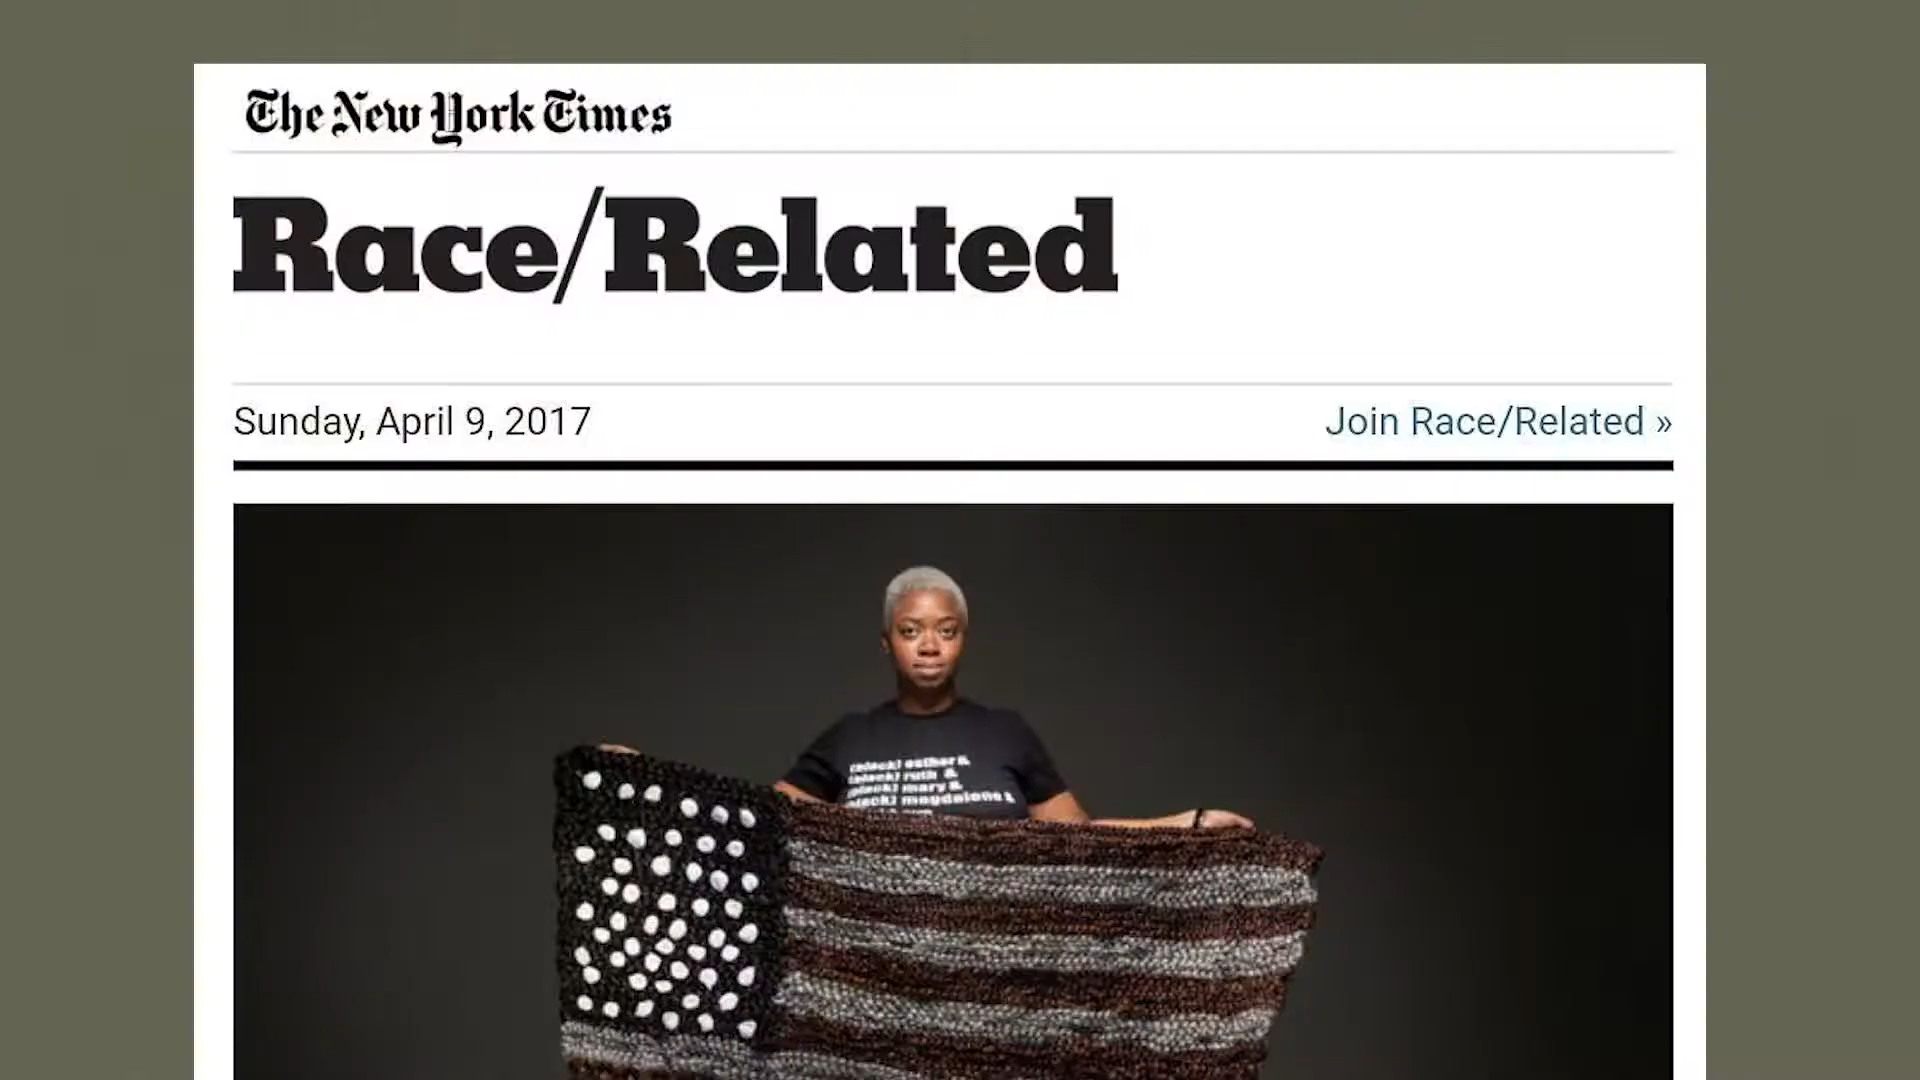 The New York Times
Race/Related
Sunday, April 9, 2017
Join Race/Related »
(black) esther &
(black) ruth &
(black) mary &
(black) magdalene &